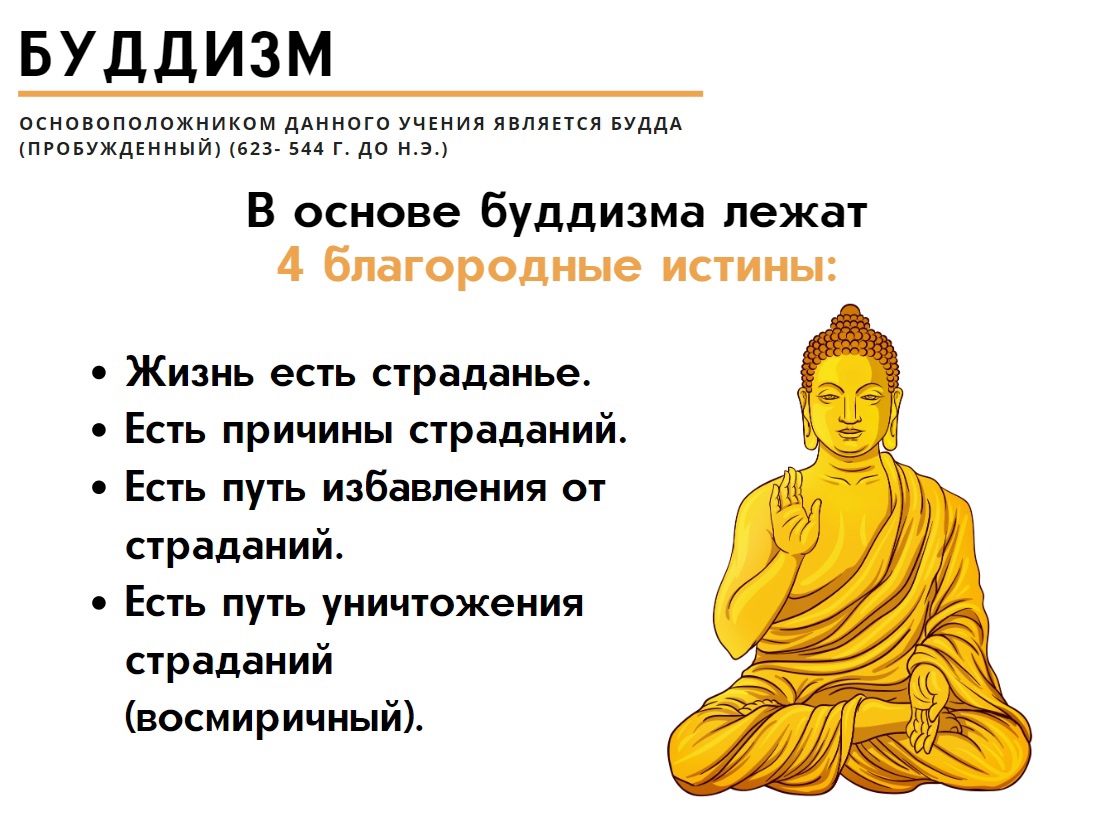 БУДДИЗМ
ОСНОВОПОЛОЖНИКОМ ДАННОГО УЧЕНИЯ ЯВЛЯЕТСЯ БУДДА
(ПРОБУЖДЕННЫЙ) (623- 544 Г. ДО Н.Э.)
В основе буддизма лежат
4 благородные истины:
• Жизнь есть страданье.
• Есть причины страданий.
• Есть путь избавления от
страданий.
• Есть путь уничтожения
страданий
(восмиричный).